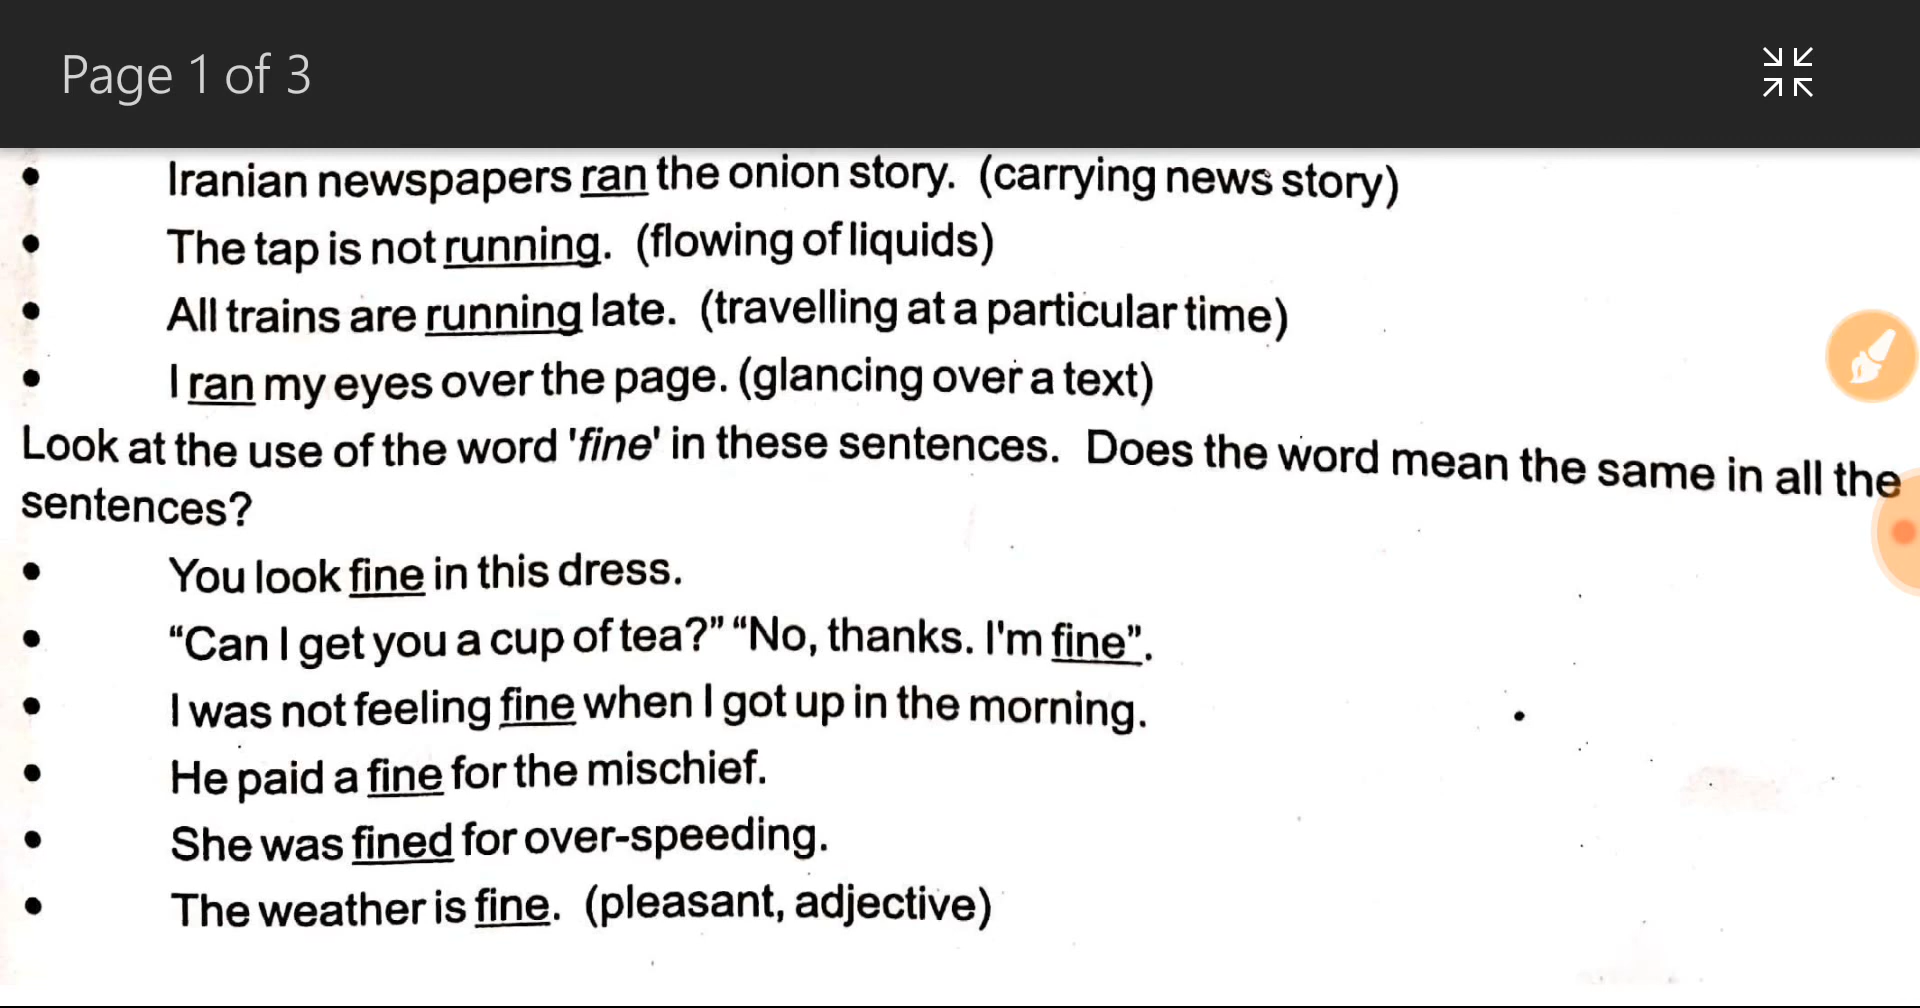 Page 1 of 3
• Iranian newspapers ran the onion story. (carrying news story)
• The tap is not running. (flowing of liquids)
• All trains are running late. (travelling at a particular time)
• I ran my eyes over the page. (glancing over a text)
Look at the use of the word 'fine' in these sentences. Does the word mean the same in all the
sentences?
• You look fine in this dress.
• “Can I get you a cup of tea?” “No, thanks. I'm fine”.
• I was not feeling fine when I got up in the morning.
• He paid a fine for the mischief.
• She was fined for over-speeding.
• The weather is fine. (pleasant, adjective)